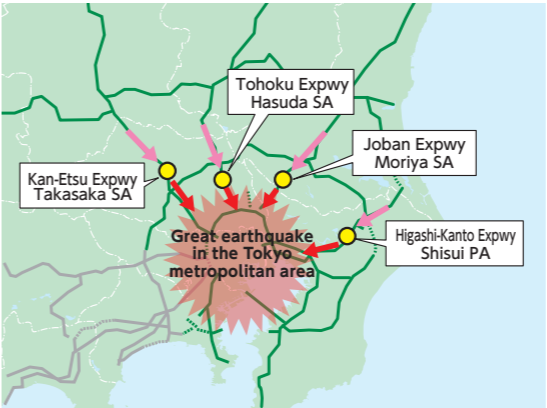 Tohoku Expwy
Hasuda SA
Joban Expwy
Moriya SA
Kan-Etsu Expwy
Takasaka SA
Higashi-Kanto Expwy
Shisui PA
Great earthquake
in the Tokyo
metropolitan area